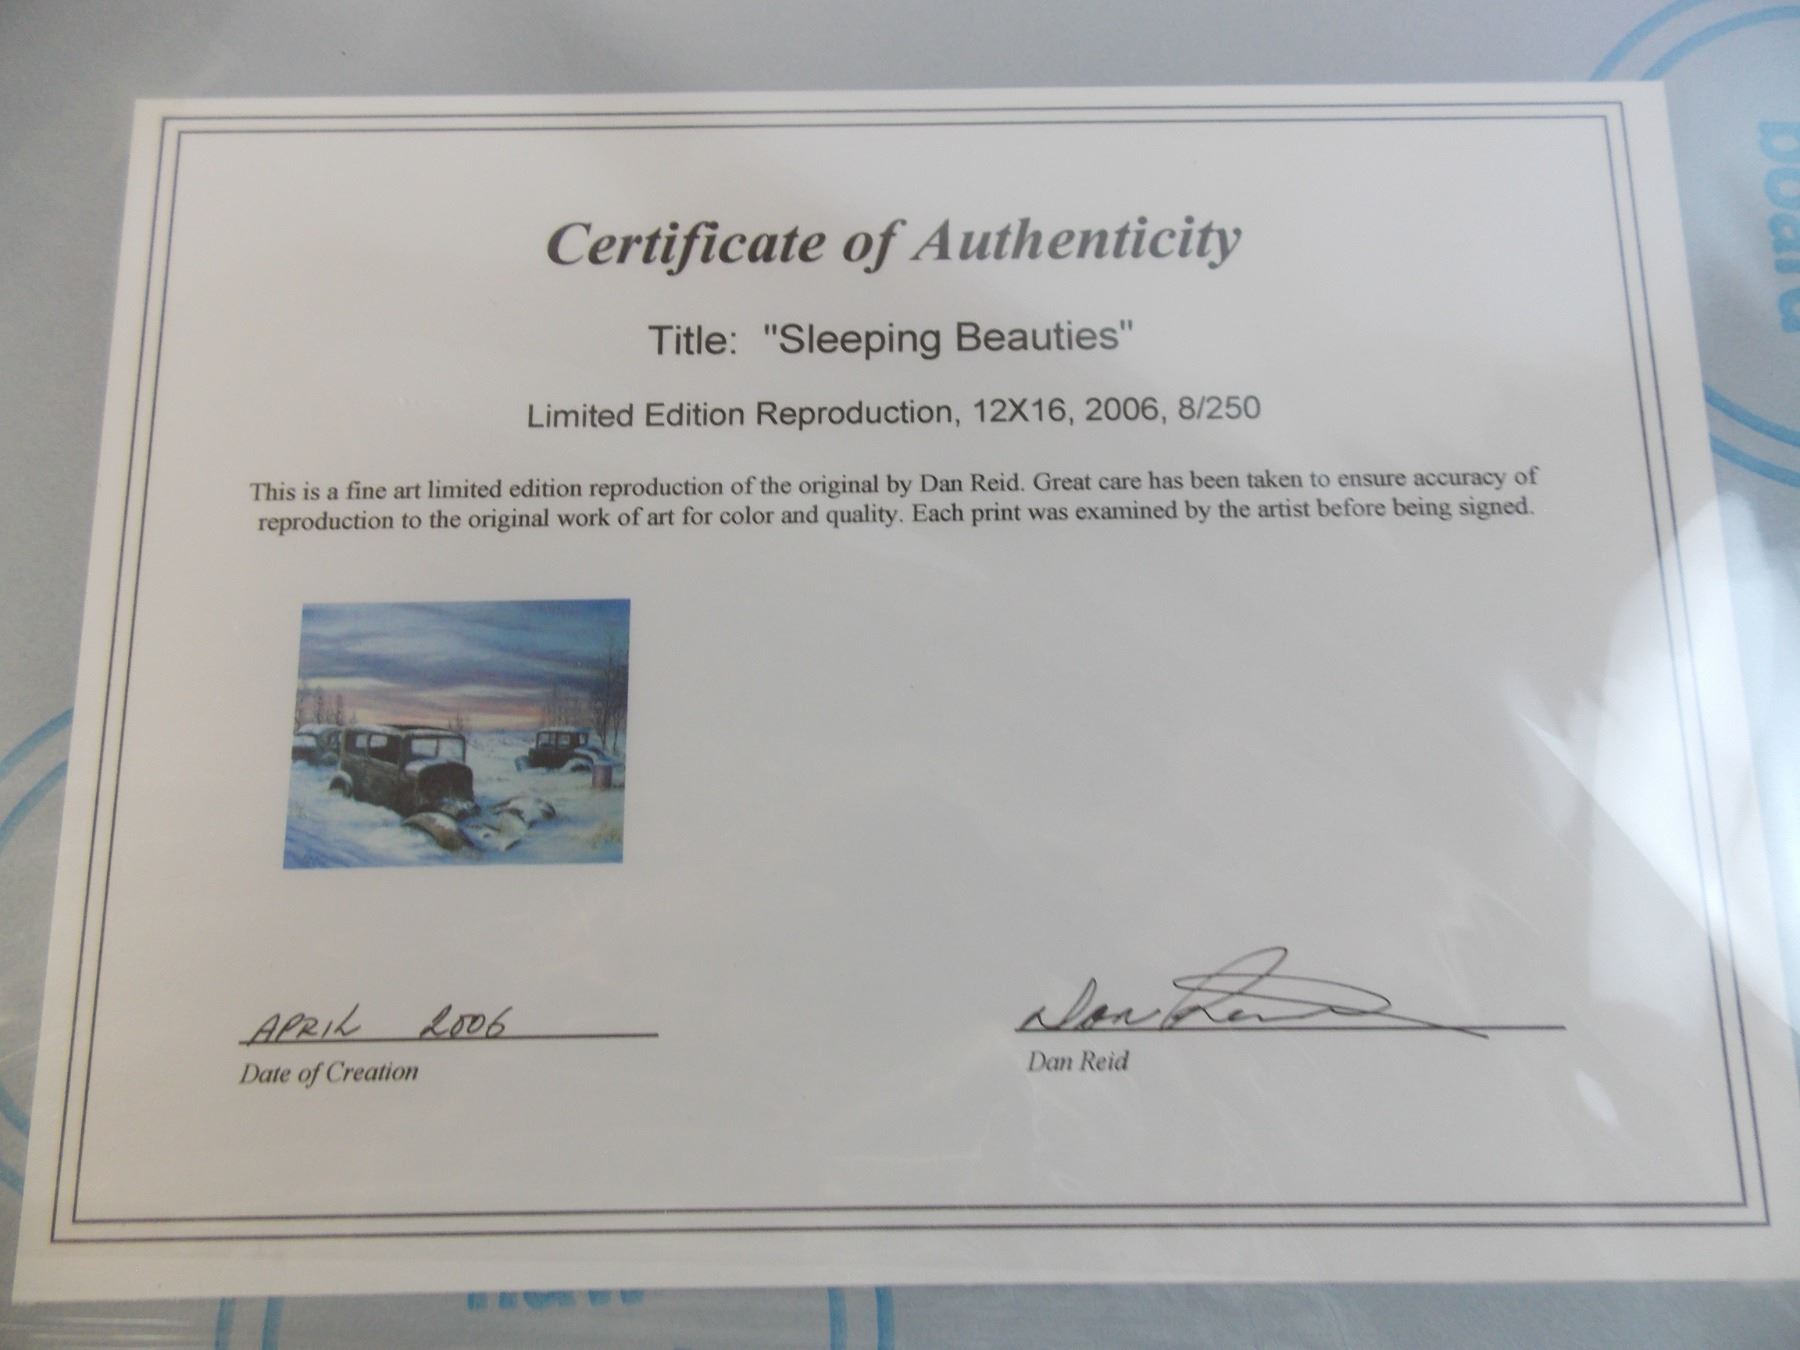 Certificate of Authenticity
Title: "Sleeping Beauties"
Limited Edition Reproduction, 12X16, 2006, 8/250
This is a fine art limited edition reproduction of the original by Dan Reid. Great care has been taken to ensure accuracy of
reproduction to the original work of art for color and quality. Each print was examined by the artist before being signed.
APRIL 2006
Date of Creation
Dan Reid
Dan Reid
board